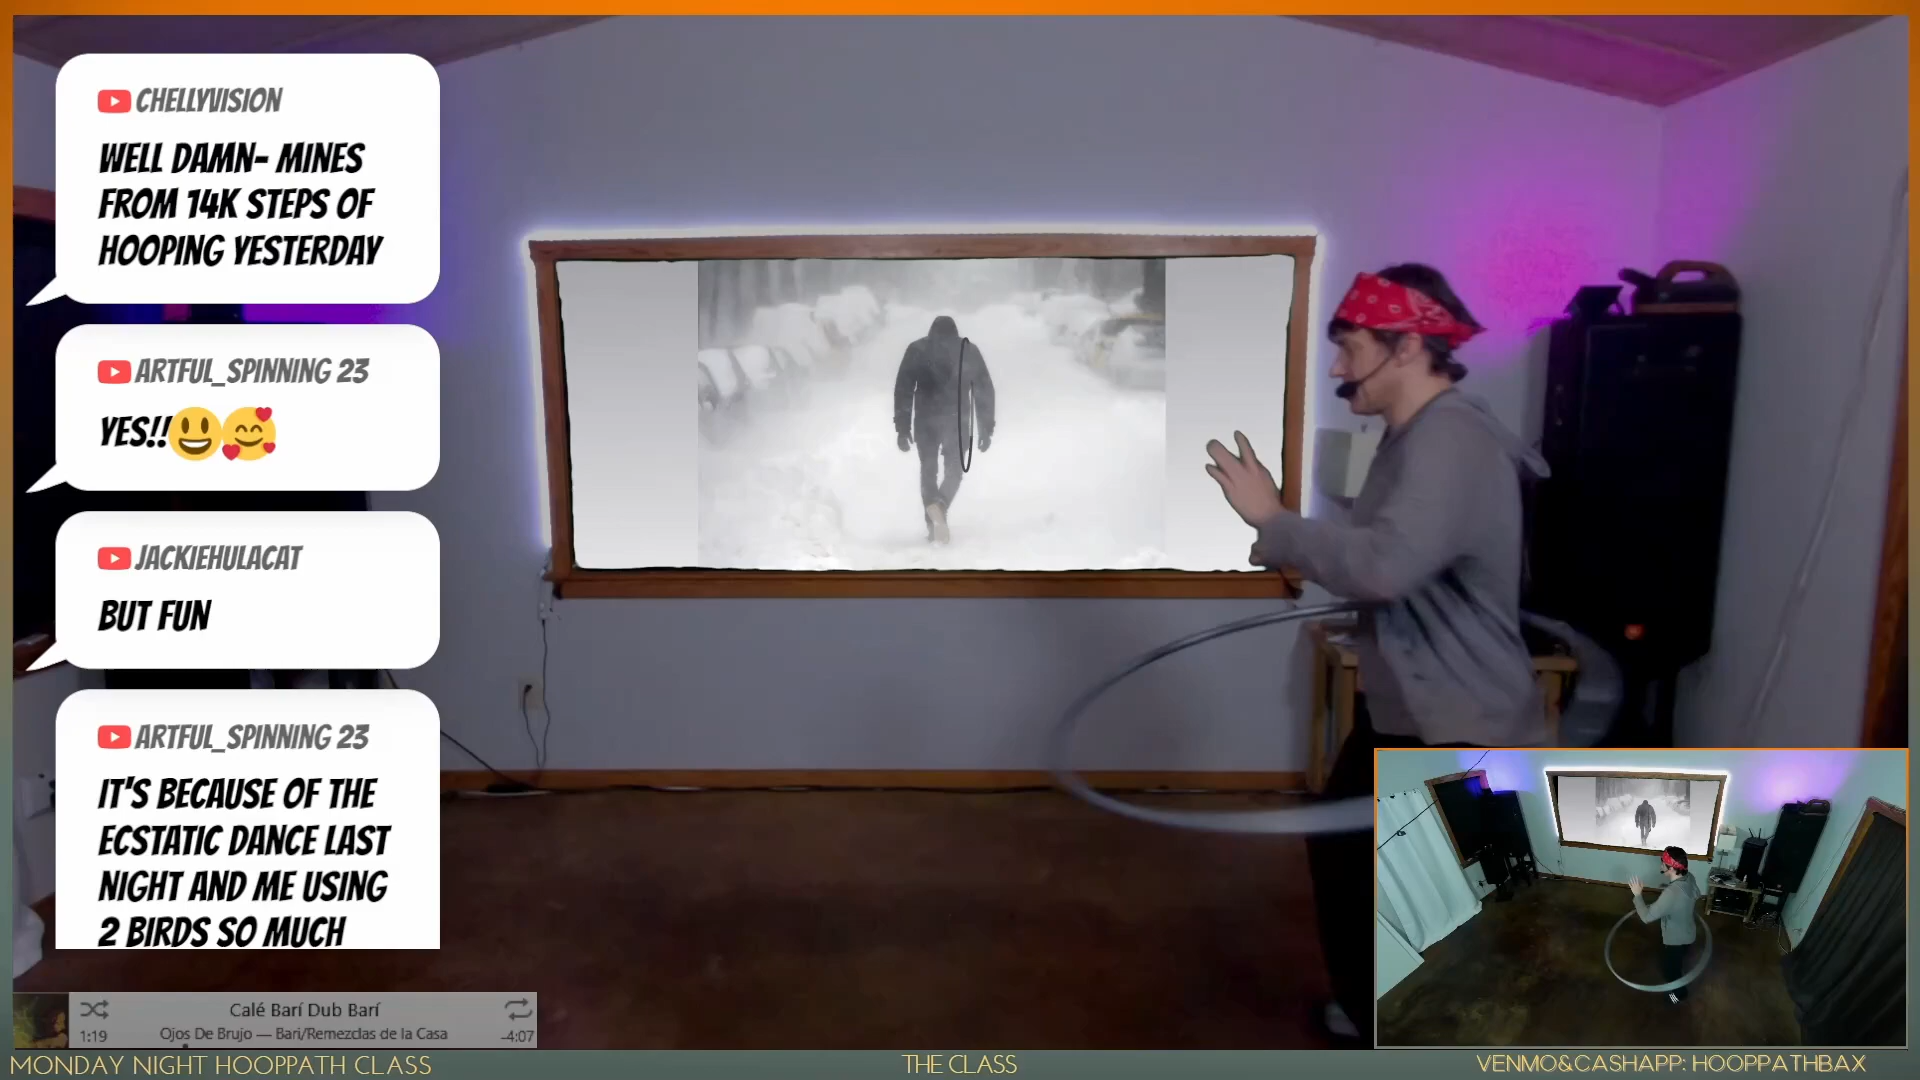 CHELLYVISION
WELL DAMN- MINES
FROM 14K STEPS OF
HOOPING YESTERDAY
ARTFUL_SPINNING 23
YES!!😃🥰
JACKIEHULACAT
BUT FUN
ARTFUL_SPINNING 23
IT'S BECAUSE OF THE
ECSTATIC DANCE LAST
NIGHT AND ME USING
2 BIRDS SO MUCH
Calé Barí Dub Barí
1:19
Ojos De Brujo — Bari/Remezclas de la Casa
-4:07
MONDAY NIGHT HOOPPATH CLASS
THE CLASS
VENMO&CASHAPP: HOOPPATHBAX